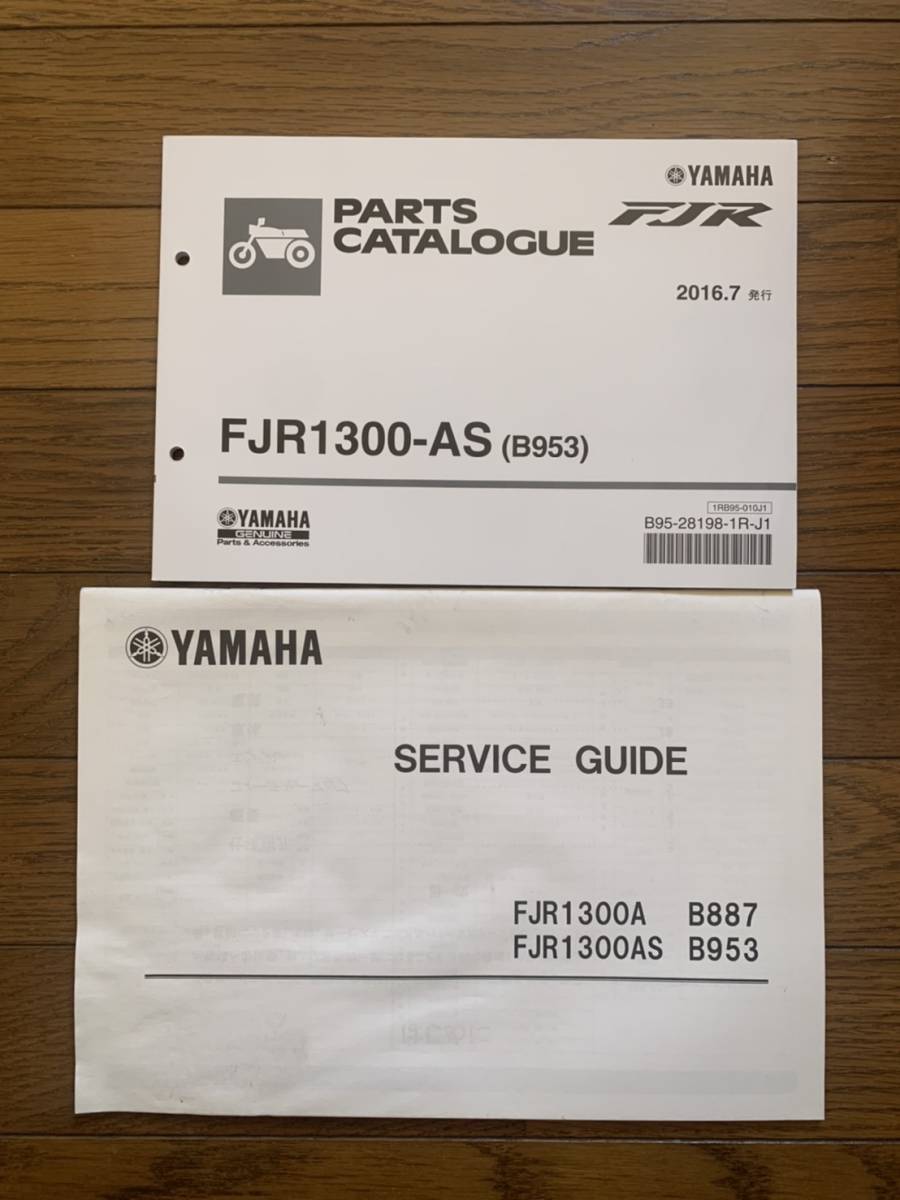 YAMAHA
FJR
PARTS
CATALOGUE
2016.7 発行
FJR1300-AS (B953)
YAMAHA
GENUINE
Parts & Accessories
1RB95-010J1
B95-28198-1R-J1
YAMAHA
SERVICE GUIDE
FJR1300A B887
FJR1300AS B953